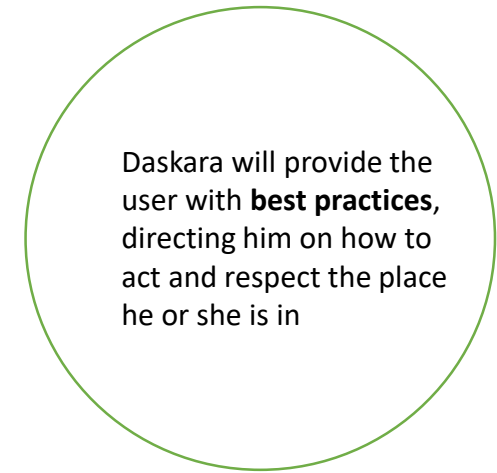 Daskara will provide the
user with best practices,
directing him on how to
act and respect the place
he or she is in